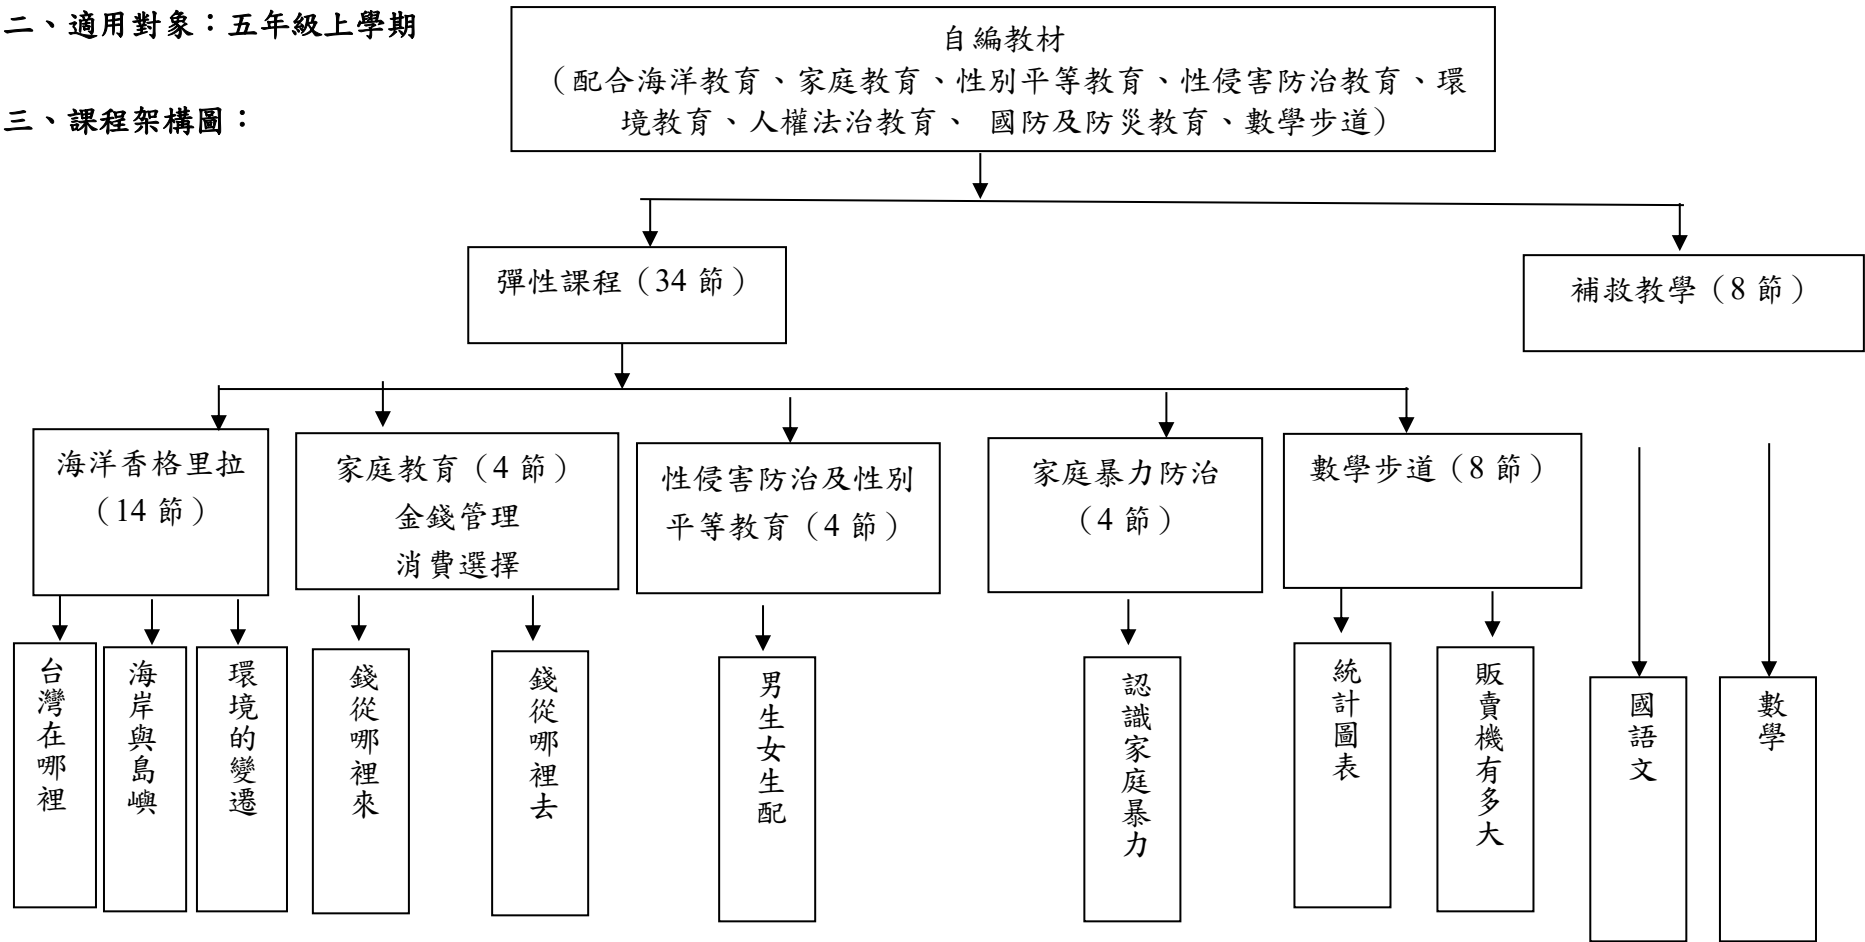 二、適用對象：五年級上學期
三、課程架構圖：
自編教材
（配合海洋教育、家庭教育、性別平等教育、性侵害防治教育、環
境教育、人權法治教育、 國防及防災教育、數學步道）
彈性課程（34 節）
補救教學（8 節）
海洋香格里拉
（14 節）
家庭教育（4 節）
金錢管理
消費選擇
性侵害防治及性別
平等教育（4 節）
家庭暴力防治
（4 節）
數學步道（8 節）
台灣在哪裡
海岸與島嶼
環境的變遷
錢從哪裡來
錢從哪裡去
男生女生配
認識家庭暴力
統計圖表
販賣機有多大
國語文
數學